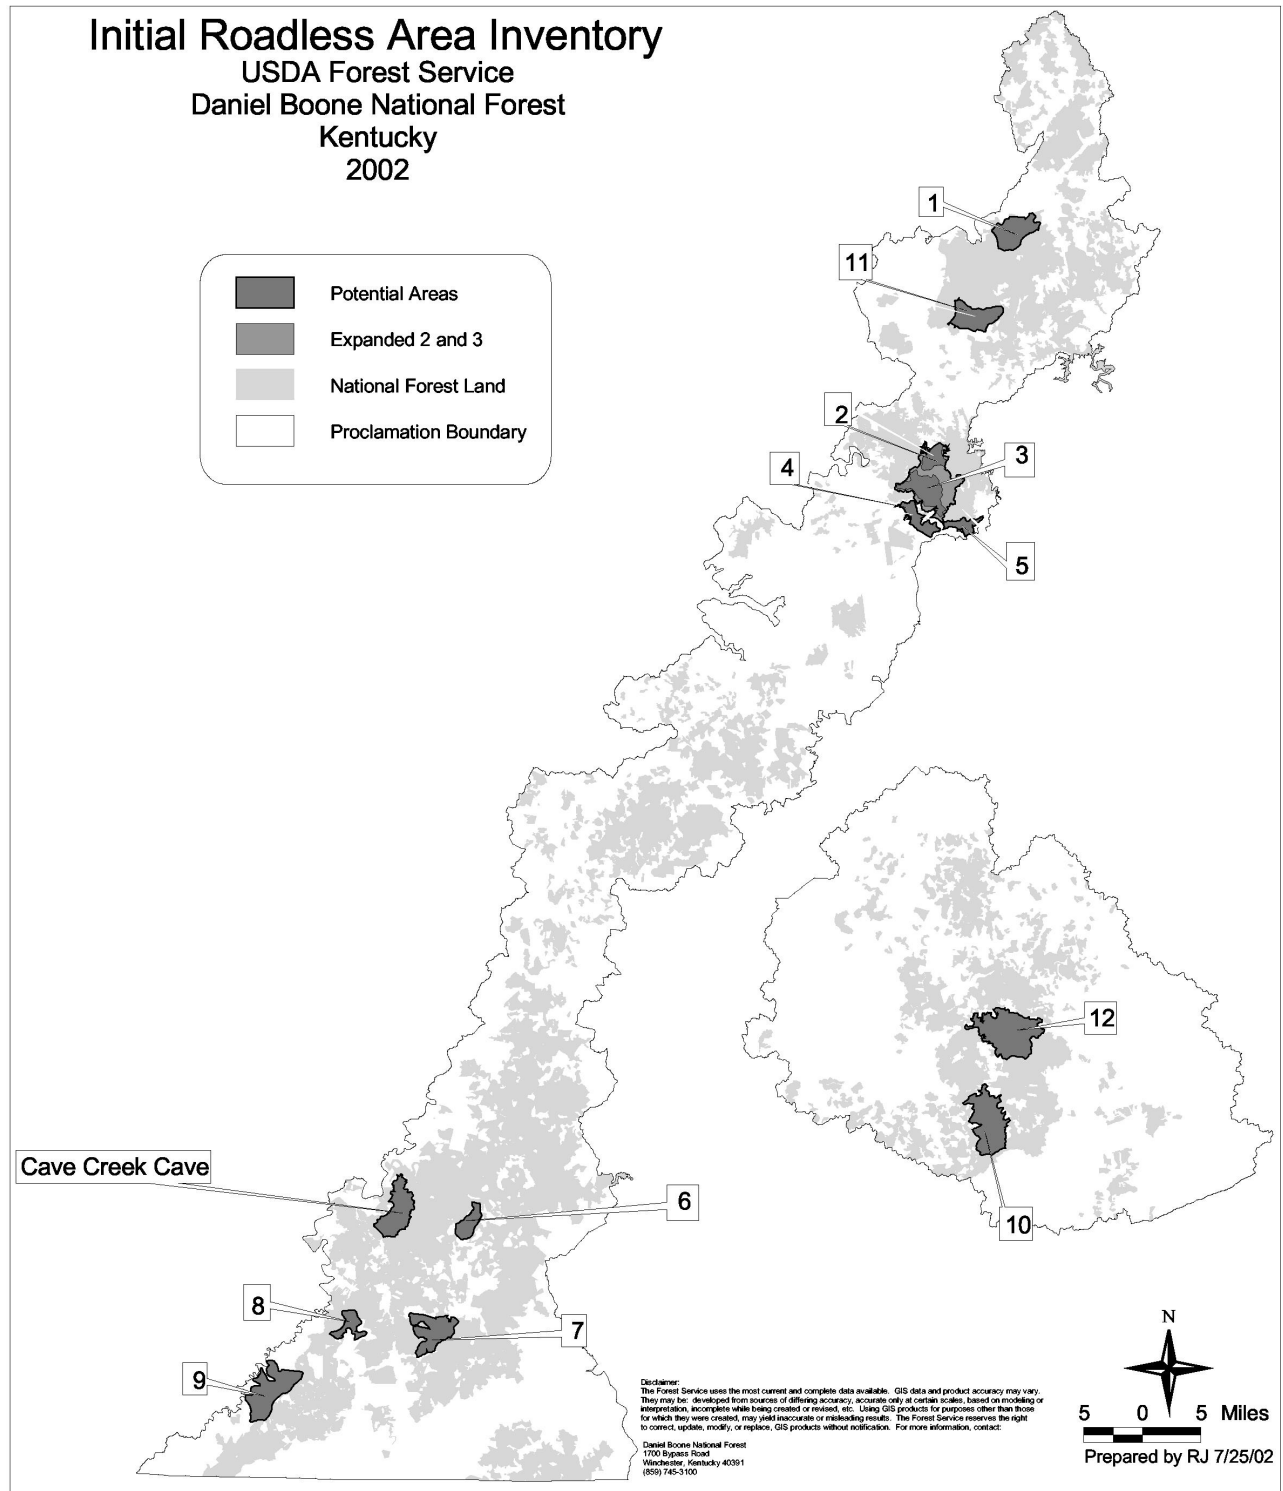 Initial Roadless Area Inventory
USDA Forest Service
Daniel Boone National Forest
Kentucky
2002
Potential Areas
Expanded 2 and 3
National Forest Land
Proclamation Boundary
1
11
2
3
4
5
12
10
Cave Creek Cave
6
8
7
9
Disclaimer:
The Forest Service uses the most current and complete data available. GIS data and product accuracy may vary.
They may be: developed from sources of differing accuracy, accurate only at certain scales, based on modeling or
interpretation, incomplete while being created or revised, etc. Using GIS products for purposes other than those
for which they were created, may yield inaccurate or misleading results. The Forest Service reserves the right
to correct, update, modify, or replace, GIS products without notification. For more information, contact:
Daniel Boone National Forest
1700 Bypass Road
Winchester, Kentucky 40391
(859) 745-3100
N
5 0 5 Miles
Prepared by RJ 7/25/02